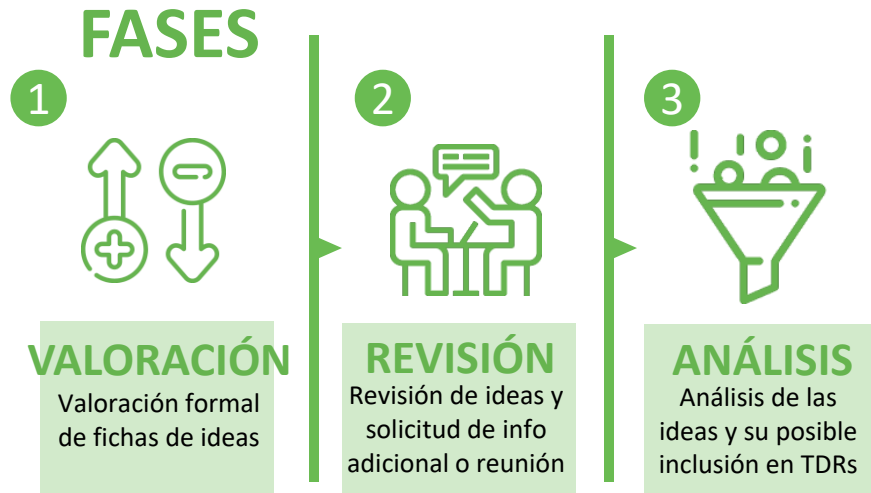 FASES
1
VALORACIÓN
Valoración formal
de fichas de ideas
2
REVISIÓN
Revisión de ideas y
solicitud de info
adicional o reunión
3
ANÁLISIS
Análisis de las
ideas y su posible
inclusión en TDRs